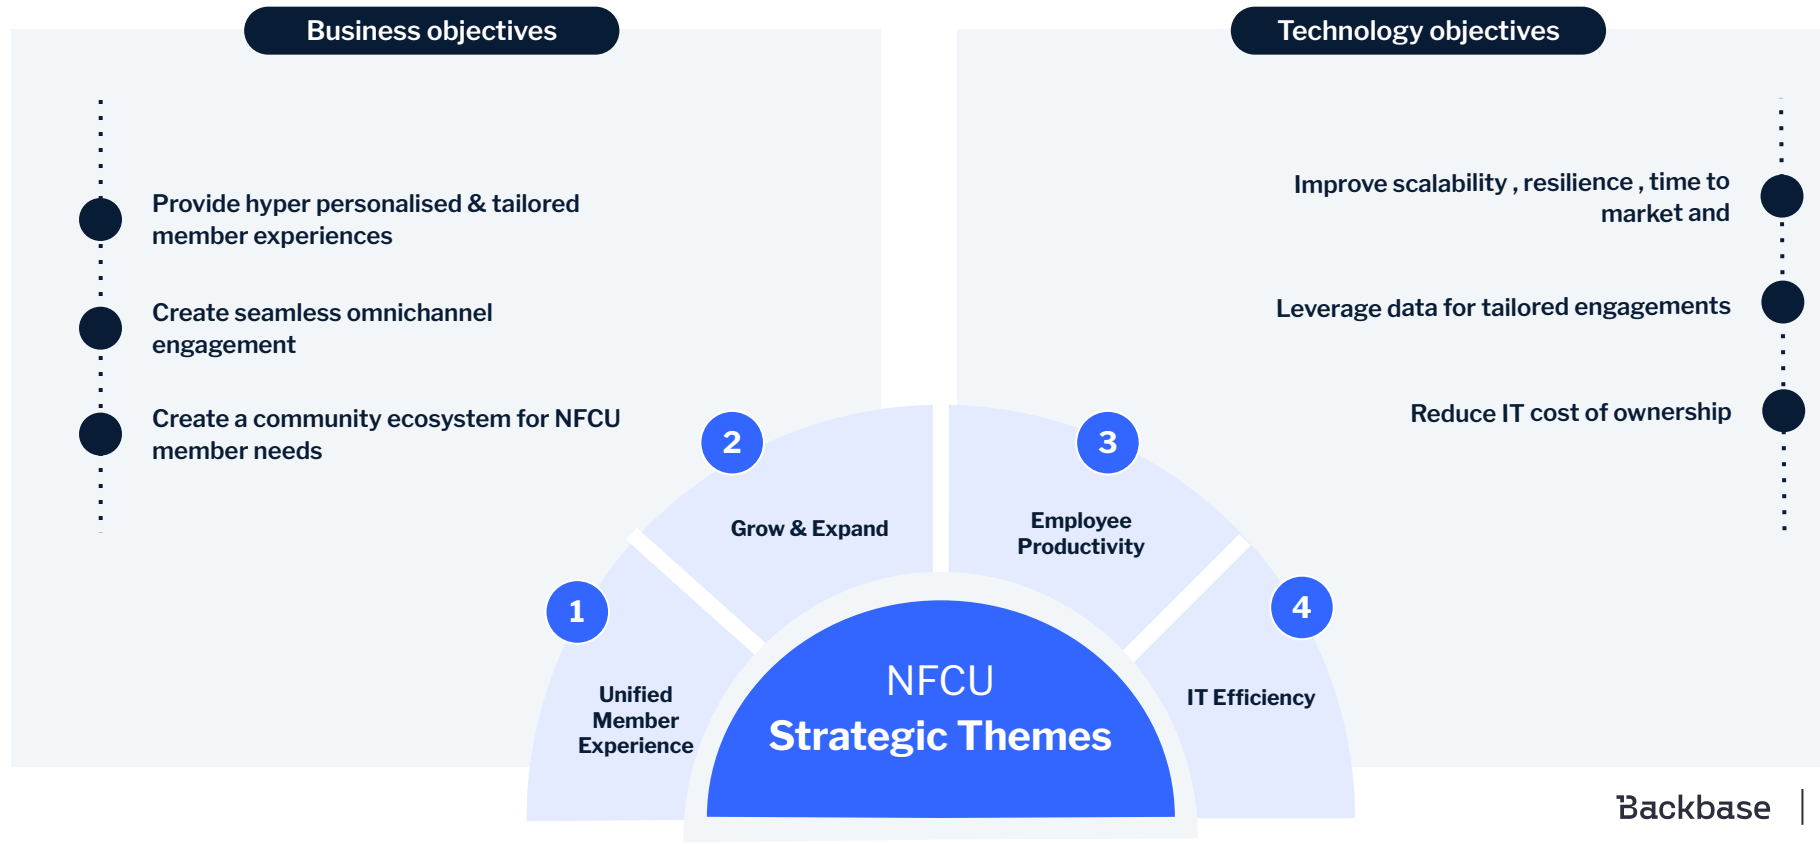 Business objectives
Provide hyper personalised & tailored
member experiences
Create seamless omnichannel
engagement
Create a community ecosystem for NFCU
member needs
Technology objectives
Improve scalability , resilience , time to
market and
Leverage data for tailored engagements
Reduce IT cost of ownership
1
Unified
Member
Experience
2
Grow & Expand
3
Employee
Productivity
4
IT Efficiency
NFCU
Strategic Themes
Backbase